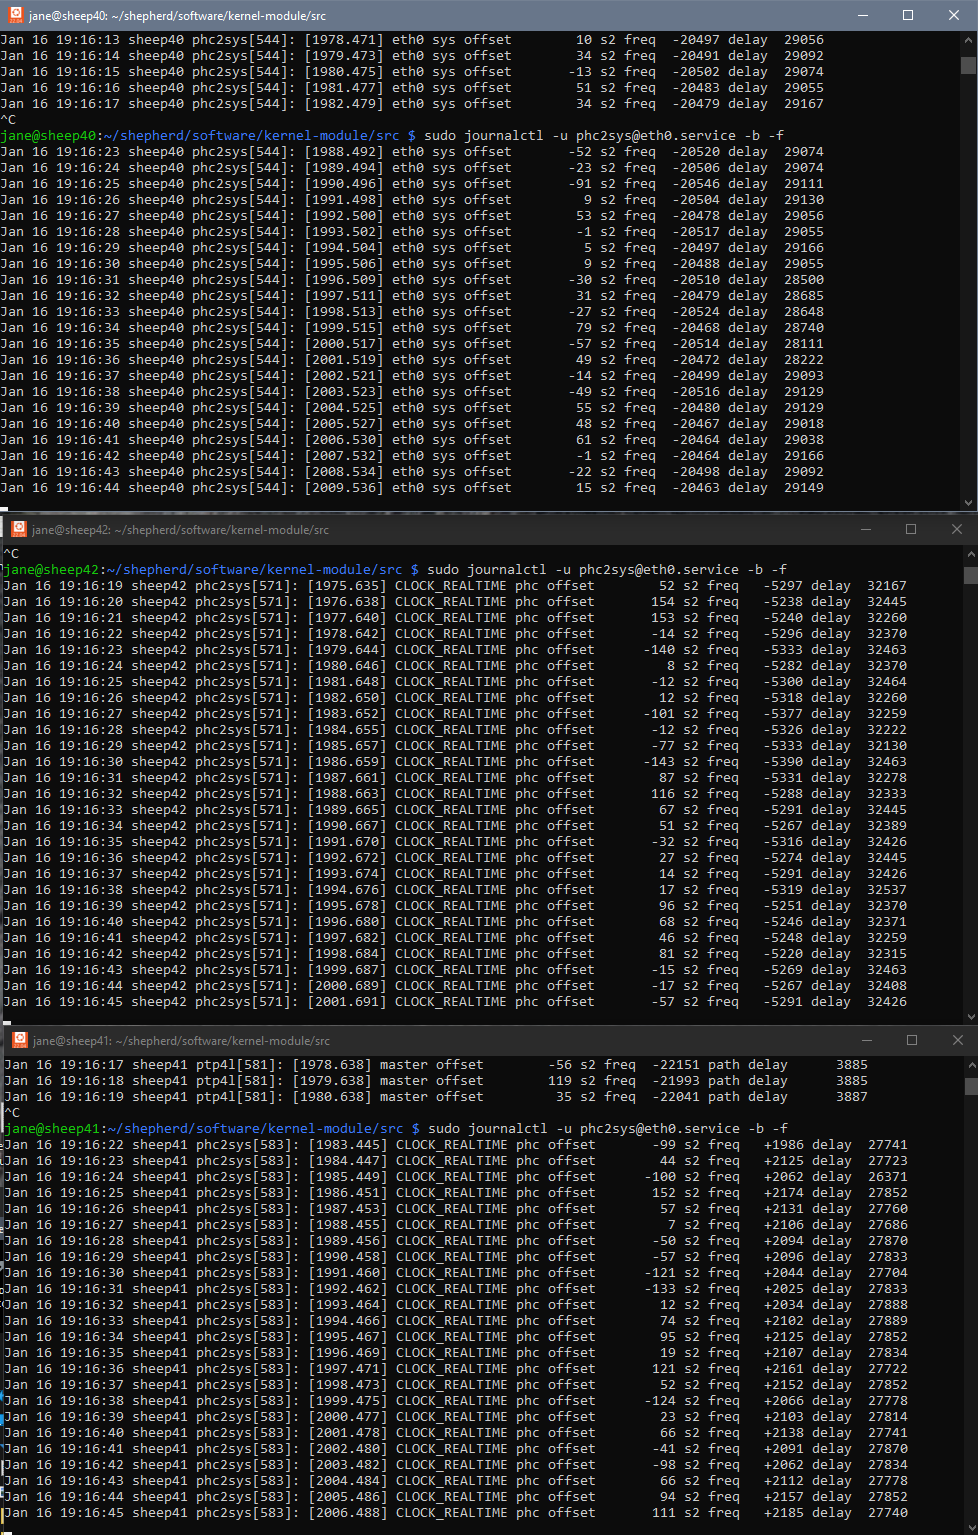 jane@sheep40: ~/shepherd/software/kernel-module/src
Jan 16 19:16:13 sheep40 phc2sys[544]: [1978.471] eth0 sys offset 10 s2 freq -20497 delay 29056
Jan 16 19:16:14 sheep40 phc2sys[544]: [1979.473] eth0 sys offset 34 s2 freq -20491 delay 29092
Jan 16 19:16:15 sheep40 phc2sys[544]: [1980.475] eth0 sys offset -13 s2 freq -20502 delay 29074
Jan 16 19:16:16 sheep40 phc2sys[544]: [1981.477] eth0 sys offset 51 s2 freq -20483 delay 29055
Jan 16 19:16:17 sheep40 phc2sys[544]: [1982.479] eth0 sys offset 34 s2 freq -20479 delay 29167
^C
jane@sheep40:~/shepherd/software/kernel-module/src $ sudo journalctl -u phc2sys@eth0.service -b -f
Jan 16 19:16:23 sheep40 phc2sys[544]: [1988.492] eth0 sys offset -52 s2 freq -20520 delay 29074
Jan 16 19:16:24 sheep40 phc2sys[544]: [1989.494] eth0 sys offset -23 s2 freq -20506 delay 29074
Jan 16 19:16:25 sheep40 phc2sys[544]: [1990.496] eth0 sys offset -91 s2 freq -20546 delay 29111
Jan 16 19:16:26 sheep40 phc2sys[544]: [1991.498] eth0 sys offset 9 s2 freq -20504 delay 29130
Jan 16 19:16:27 sheep40 phc2sys[544]: [1992.500] eth0 sys offset 53 s2 freq -20478 delay 29056
Jan 16 19:16:28 sheep40 phc2sys[544]: [1993.502] eth0 sys offset -1 s2 freq -20517 delay 29055
Jan 16 19:16:29 sheep40 phc2sys[544]: [1994.504] eth0 sys offset 5 s2 freq -20497 delay 29166
Jan 16 19:16:30 sheep40 phc2sys[544]: [1995.506] eth0 sys offset 9 s2 freq -20488 delay 29055
Jan 16 19:16:31 sheep40 phc2sys[544]: [1996.509] eth0 sys offset -30 s2 freq -20510 delay 28500
Jan 16 19:16:32 sheep40 phc2sys[544]: [1997.511] eth0 sys offset 31 s2 freq -20479 delay 28685
Jan 16 19:16:33 sheep40 phc2sys[544]: [1998.513] eth0 sys offset -27 s2 freq -20524 delay 28648
Jan 16 19:16:34 sheep40 phc2sys[544]: [1999.515] eth0 sys offset 79 s2 freq -20468 delay 28740
Jan 16 19:16:35 sheep40 phc2sys[544]: [2000.517] eth0 sys offset -57 s2 freq -20514 delay 28111
Jan 16 19:16:36 sheep40 phc2sys[544]: [2001.519] eth0 sys offset 49 s2 freq -20472 delay 28222
Jan 16 19:16:37 sheep40 phc2sys[544]: [2002.521] eth0 sys offset -14 s2 freq -20499 delay 29093
Jan 16 19:16:38 sheep40 phc2sys[544]: [2003.523] eth0 sys offset -49 s2 freq -20516 delay 29129
Jan 16 19:16:39 sheep40 phc2sys[544]: [2004.525] eth0 sys offset 55 s2 freq -20480 delay 29129
Jan 16 19:16:40 sheep40 phc2sys[544]: [2005.527] eth0 sys offset 48 s2 freq -20467 delay 29018
Jan 16 19:16:41 sheep40 phc2sys[544]: [2006.530] eth0 sys offset 61 s2 freq -20464 delay 29038
Jan 16 19:16:42 sheep40 phc2sys[544]: [2007.532] eth0 sys offset -1 s2 freq -20464 delay 29166
Jan 16 19:16:43 sheep40 phc2sys[544]: [2008.534] eth0 sys offset -22 s2 freq -20498 delay 29092
Jan 16 19:16:44 sheep40 phc2sys[544]: [2009.536] eth0 sys offset 15 s2 freq -20463 delay 29149
jane@sheep42: ~/shepherd/software/kernel-module/src
^C
jane@sheep42:~/shepherd/software/kernel-module/src $ sudo journalctl -u phc2sys@eth0.service -b -f
Jan 16 19:16:19 sheep42 phc2sys[571]: [1975.635] CLOCK_REALTIME phc offset 52 s2 freq -5297 delay 32167
Jan 16 19:16:20 sheep42 phc2sys[571]: [1976.638] CLOCK_REALTIME phc offset 154 s2 freq -5238 delay 32445
Jan 16 19:16:21 sheep42 phc2sys[571]: [1977.640] CLOCK_REALTIME phc offset 153 s2 freq -5240 delay 32260
Jan 16 19:16:22 sheep42 phc2sys[571]: [1978.642] CLOCK_REALTIME phc offset -14 s2 freq -5296 delay 32370
Jan 16 19:16:23 sheep42 phc2sys[571]: [1979.644] CLOCK_REALTIME phc offset -140 s2 freq -5333 delay 32463
Jan 16 19:16:24 sheep42 phc2sys[571]: [1980.646] CLOCK_REALTIME phc offset 8 s2 freq -5282 delay 32370
Jan 16 19:16:25 sheep42 phc2sys[571]: [1981.648] CLOCK_REALTIME phc offset -12 s2 freq -5300 delay 32464
Jan 16 19:16:26 sheep42 phc2sys[571]: [1982.650] CLOCK_REALTIME phc offset 12 s2 freq -5318 delay 32260
Jan 16 19:16:27 sheep42 phc2sys[571]: [1983.652] CLOCK_REALTIME phc offset -101 s2 freq -5377 delay 32259
Jan 16 19:16:28 sheep42 phc2sys[571]: [1984.655] CLOCK_REALTIME phc offset -12 s2 freq -5326 delay 32222
Jan 16 19:16:29 sheep42 phc2sys[571]: [1985.657] CLOCK_REALTIME phc offset -77 s2 freq -5333 delay 32130
Jan 16 19:16:30 sheep42 phc2sys[571]: [1986.659] CLOCK_REALTIME phc offset -143 s2 freq -5390 delay 32463
Jan 16 19:16:31 sheep42 phc2sys[571]: [1987.661] CLOCK_REALTIME phc offset 87 s2 freq -5331 delay 32278
Jan 16 19:16:32 sheep42 phc2sys[571]: [1988.663] CLOCK_REALTIME phc offset 116 s2 freq -5288 delay 32333
Jan 16 19:16:33 sheep42 phc2sys[571]: [1989.665] CLOCK_REALTIME phc offset 67 s2 freq -5291 delay 32445
Jan 16 19:16:34 sheep42 phc2sys[571]: [1990.667] CLOCK_REALTIME phc offset 51 s2 freq -5267 delay 32389
Jan 16 19:16:35 sheep42 phc2sys[571]: [1991.670] CLOCK_REALTIME phc offset -32 s2 freq -5316 delay 32426
Jan 16 19:16:36 sheep42 phc2sys[571]: [1992.672] CLOCK_REALTIME phc offset 27 s2 freq -5274 delay 32445
Jan 16 19:16:37 sheep42 phc2sys[571]: [1993.674] CLOCK_REALTIME phc offset 14 s2 freq -5291 delay 32426
Jan 16 19:16:38 sheep42 phc2sys[571]: [1994.676] CLOCK_REALTIME phc offset 17 s2 freq -5319 delay 32537
Jan 16 19:16:39 sheep42 phc2sys[571]: [1995.678] CLOCK_REALTIME phc offset 96 s2 freq -5251 delay 32370
Jan 16 19:16:40 sheep42 phc2sys[571]: [1996.680] CLOCK_REALTIME phc offset 68 s2 freq -5246 delay 32371
Jan 16 19:16:41 sheep42 phc2sys[571]: [1997.682] CLOCK_REALTIME phc offset 46 s2 freq -5248 delay 32259
Jan 16 19:16:42 sheep42 phc2sys[571]: [1998.684] CLOCK_REALTIME phc offset 81 s2 freq -5220 delay 32315
Jan 16 19:16:43 sheep42 phc2sys[571]: [1999.687] CLOCK_REALTIME phc offset -15 s2 freq -5269 delay 32463
Jan 16 19:16:44 sheep42 phc2sys[571]: [2000.689] CLOCK_REALTIME phc offset -17 s2 freq -5267 delay 32408
Jan 16 19:16:45 sheep42 phc2sys[571]: [2001.691] CLOCK_REALTIME phc offset -57 s2 freq -5291 delay 32426
jane@sheep41: ~/shepherd/software/kernel-module/src
Jan 16 19:16:17 sheep41 ptp4l[581]: [1978.638] master offset -56 s2 freq -22151 path delay 3885
Jan 16 19:16:18 sheep41 ptp4l[581]: [1979.638] master offset 119 s2 freq -21993 path delay 3885
Jan 16 19:16:19 sheep41 ptp4l[581]: [1980.638] master offset 35 s2 freq -22041 path delay 3887
^C
jane@sheep41:~/shepherd/software/kernel-module/src $ sudo journalctl -u phc2sys@eth0.service -b -f
Jan 16 19:16:22 sheep41 phc2sys[583]: [1983.445] CLOCK_REALTIME phc offset -99 s2 freq +1986 delay 27741
Jan 16 19:16:23 sheep41 phc2sys[583]: [1984.447] CLOCK_REALTIME phc offset 44 s2 freq +2125 delay 27723
Jan 16 19:16:24 sheep41 phc2sys[583]: [1985.449] CLOCK_REALTIME phc offset -100 s2 freq +2062 delay 26371
Jan 16 19:16:25 sheep41 phc2sys[583]: [1986.451] CLOCK_REALTIME phc offset 152 s2 freq +2174 delay 27852
Jan 16 19:16:26 sheep41 phc2sys[583]: [1987.453] CLOCK_REALTIME phc offset 57 s2 freq +2131 delay 27760
Jan 16 19:16:27 sheep41 phc2sys[583]: [1988.455] CLOCK_REALTIME phc offset 7 s2 freq +2106 delay 27686
Jan 16 19:16:28 sheep41 phc2sys[583]: [1989.456] CLOCK_REALTIME phc offset -50 s2 freq +2094 delay 27870
Jan 16 19:16:29 sheep41 phc2sys[583]: [1990.458] CLOCK_REALTIME phc offset -57 s2 freq +2096 delay 27833
Jan 16 19:16:30 sheep41 phc2sys[583]: [1991.460] CLOCK_REALTIME phc offset -121 s2 freq +2044 delay 27704
Jan 16 19:16:31 sheep41 phc2sys[583]: [1992.462] CLOCK_REALTIME phc offset -133 s2 freq +2025 delay 27833
Jan 16 19:16:32 sheep41 phc2sys[583]: [1993.464] CLOCK_REALTIME phc offset 12 s2 freq +2034 delay 27888
Jan 16 19:16:33 sheep41 phc2sys[583]: [1994.466] CLOCK_REALTIME phc offset 74 s2 freq +2102 delay 27889
Jan 16 19:16:34 sheep41 phc2sys[583]: [1995.467] CLOCK_REALTIME phc offset 95 s2 freq +2125 delay 27852
Jan 16 19:16:35 sheep41 phc2sys[583]: [1996.469] CLOCK_REALTIME phc offset 19 s2 freq +2107 delay 27834
Jan 16 19:16:36 sheep41 phc2sys[583]: [1997.471] CLOCK_REALTIME phc offset 121 s2 freq +2161 delay 27722
Jan 16 19:16:37 sheep41 phc2sys[583]: [1998.473] CLOCK_REALTIME phc offset 52 s2 freq +2152 delay 27852
Jan 16 19:16:38 sheep41 phc2sys[583]: [1999.475] CLOCK_REALTIME phc offset -124 s2 freq +2066 delay 27778
Jan 16 19:16:39 sheep41 phc2sys[583]: [2000.477] CLOCK_REALTIME phc offset 23 s2 freq +2103 delay 27814
Jan 16 19:16:40 sheep41 phc2sys[583]: [2001.478] CLOCK_REALTIME phc offset 66 s2 freq +2138 delay 27741
Jan 16 19:16:41 sheep41 phc2sys[583]: [2002.480] CLOCK_REALTIME phc offset -41 s2 freq +2091 delay 27870
Jan 16 19:16:42 sheep41 phc2sys[583]: [2003.482] CLOCK_REALTIME phc offset -98 s2 freq +2062 delay 27834
Jan 16 19:16:43 sheep41 phc2sys[583]: [2004.484] CLOCK_REALTIME phc offset 66 s2 freq +2112 delay 27778
Jan 16 19:16:44 sheep41 phc2sys[583]: [2005.486] CLOCK_REALTIME phc offset 94 s2 freq +2157 delay 27852
Jan 16 19:16:45 sheep41 phc2sys[583]: [2006.488] CLOCK_REALTIME phc offset 111 s2 freq +2185 delay 27740